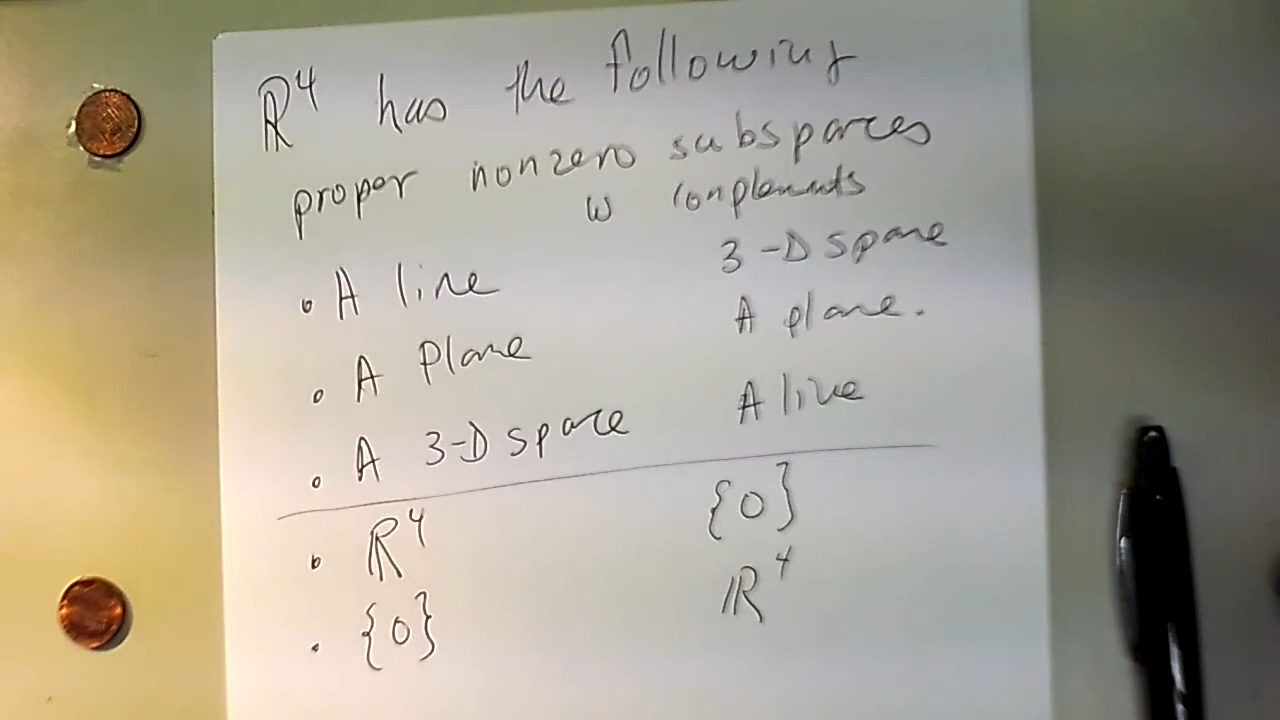 ℝ⁴ has the following
proper nonzero subspaces
w complements
• A line 3-D space
• A Plane A plane.
• A 3-D space A line
• ℝ⁴ {0}
• {0} ℝ⁴